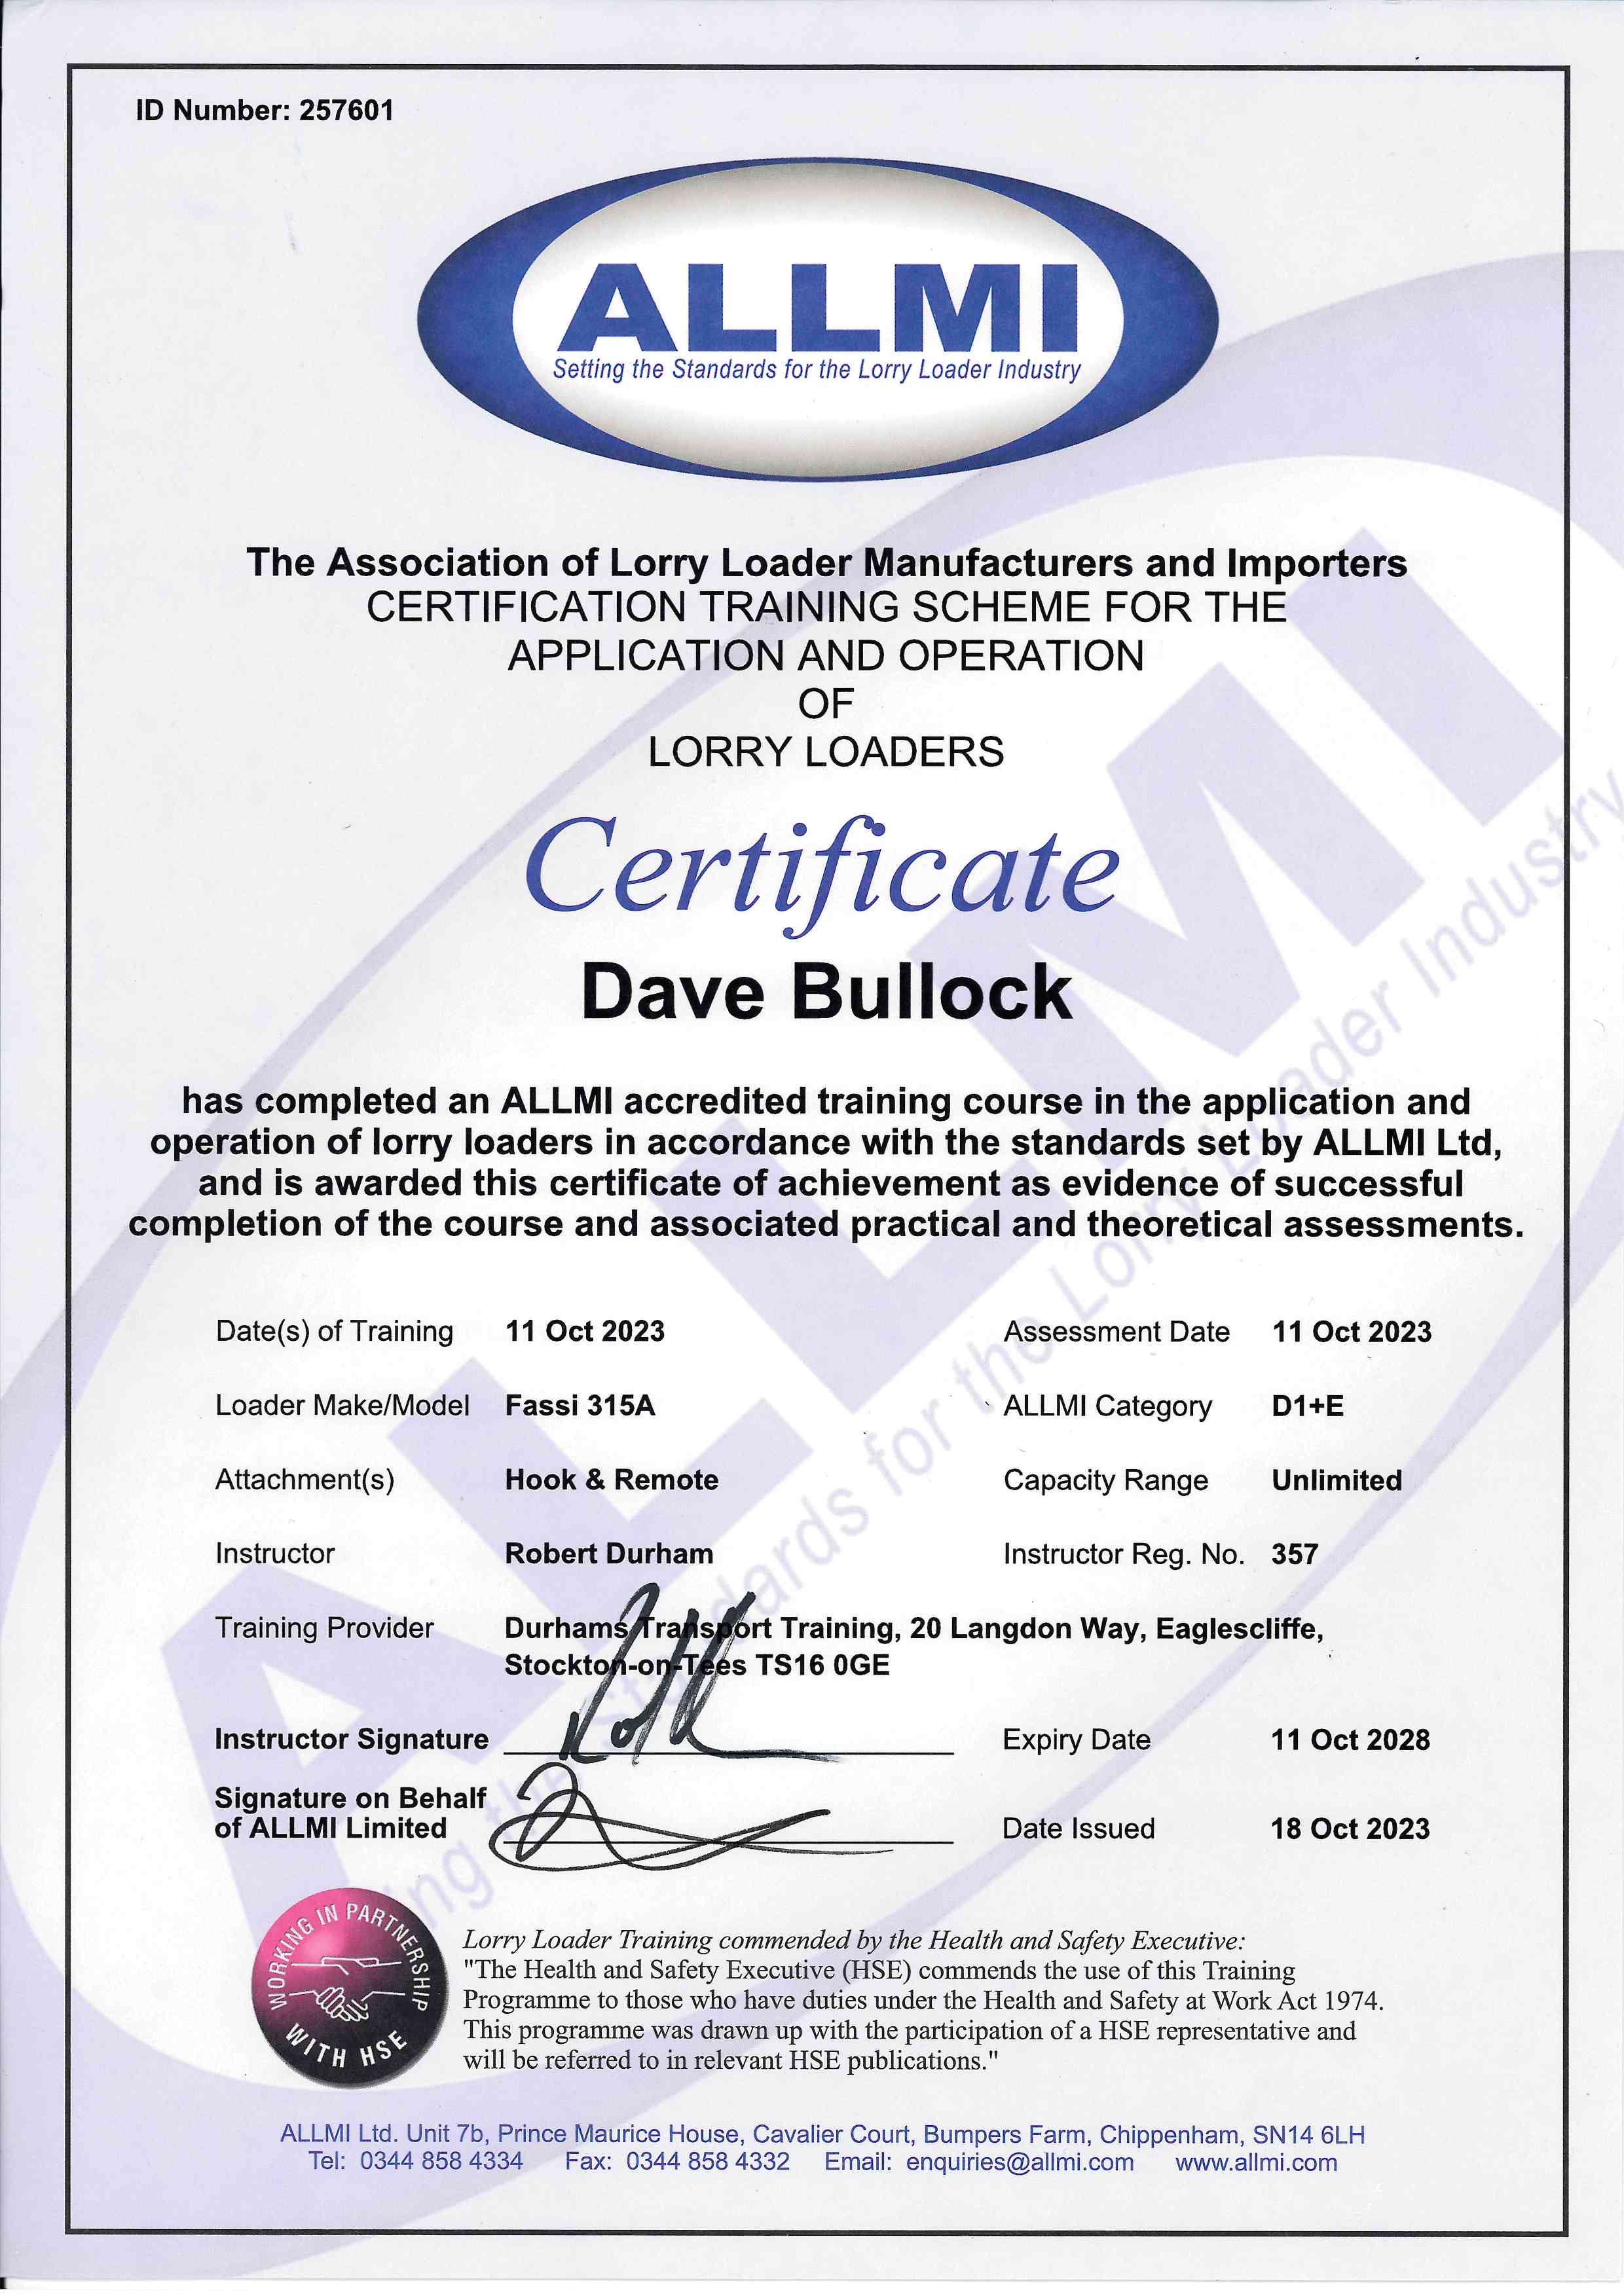 ID Number: 257601
ALLMI
Setting the Standards for the Lorry Loader Industry
The Association of Lorry Loader Manufacturers and Importers
CERTIFICATION TRAINING SCHEME FOR THE
APPLICATION AND OPERATION
OF
LORRY LOADERS
Certificate
Dave Bullock
has completed an ALLMI accredited training course in the application and
operation of lorry loaders in accordance with the standards set by ALLMI Ltd,
and is awarded this certificate of achievement as evidence of successful
completion of the course and associated practical and theoretical assessments.
Date(s) of Training 11 Oct 2023 Assessment Date 11 Oct 2023
Loader Make/Model Fassi 315A ALLMI Category D1+E
Attachment(s) Hook & Remote Capacity Range Unlimited
Instructor Robert Durham Instructor Reg. No. 357
Training Provider Durhams Transport Training, 20 Langdon Way, Eaglescliffe,
Stockton-on-Tees TS16 0GE
Instructor Signature Expiry Date 11 Oct 2028
Signature on Behalf
of ALLMI Limited Date Issued 18 Oct 2023
WORKING IN PARTNERSHIP
WITH HSE
Lorry Loader Training commended by the Health and Safety Executive:
"The Health and Safety Executive (HSE) commends the use of this Training
Programme to those who have duties under the Health and Safety at Work Act 1974.
This programme was drawn up with the participation of a HSE representative and
will be referred to in relevant HSE publications."
ALLMI Ltd. Unit 7b, Prince Maurice House, Cavalier Court, Bumpers Farm, Chippenham, SN14 6LH
Tel: 0344 858 4334 Fax: 0344 858 4332 Email: enquiries@allmi.com www.allmi.com